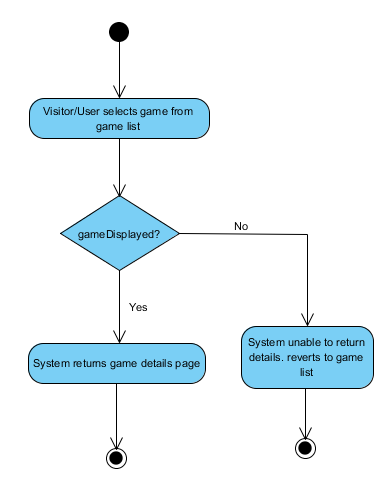 Visitor/User selects game from
game list
gameDisplayed?
No
Yes
System returns game details page
System unable to return
details. reverts to game
list